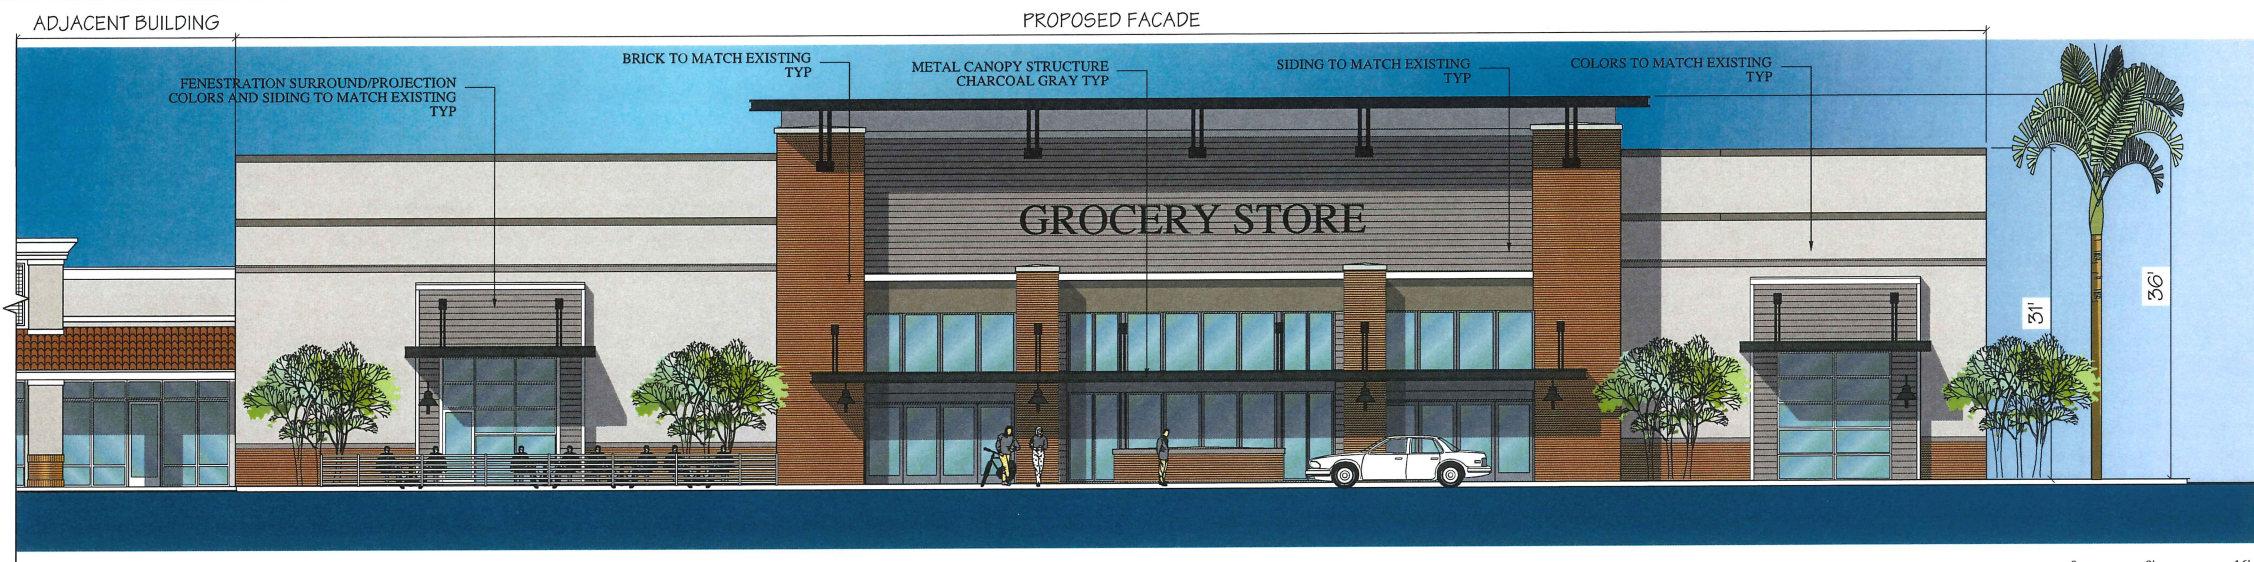 ADJACENT BUILDING
PROPOSED FACADE
FENESTRATION SURROUND/PROJECTION
COLORS AND SIDING TO MATCH EXISTING
TYP
BRICK TO MATCH EXISTING
TYP
METAL CANOPY STRUCTURE
CHARCOAL GRAY TYP
SIDING TO MATCH EXISTING
TYP
COLORS TO MATCH EXISTING
TYP
GROCERY STORE
31'
36'